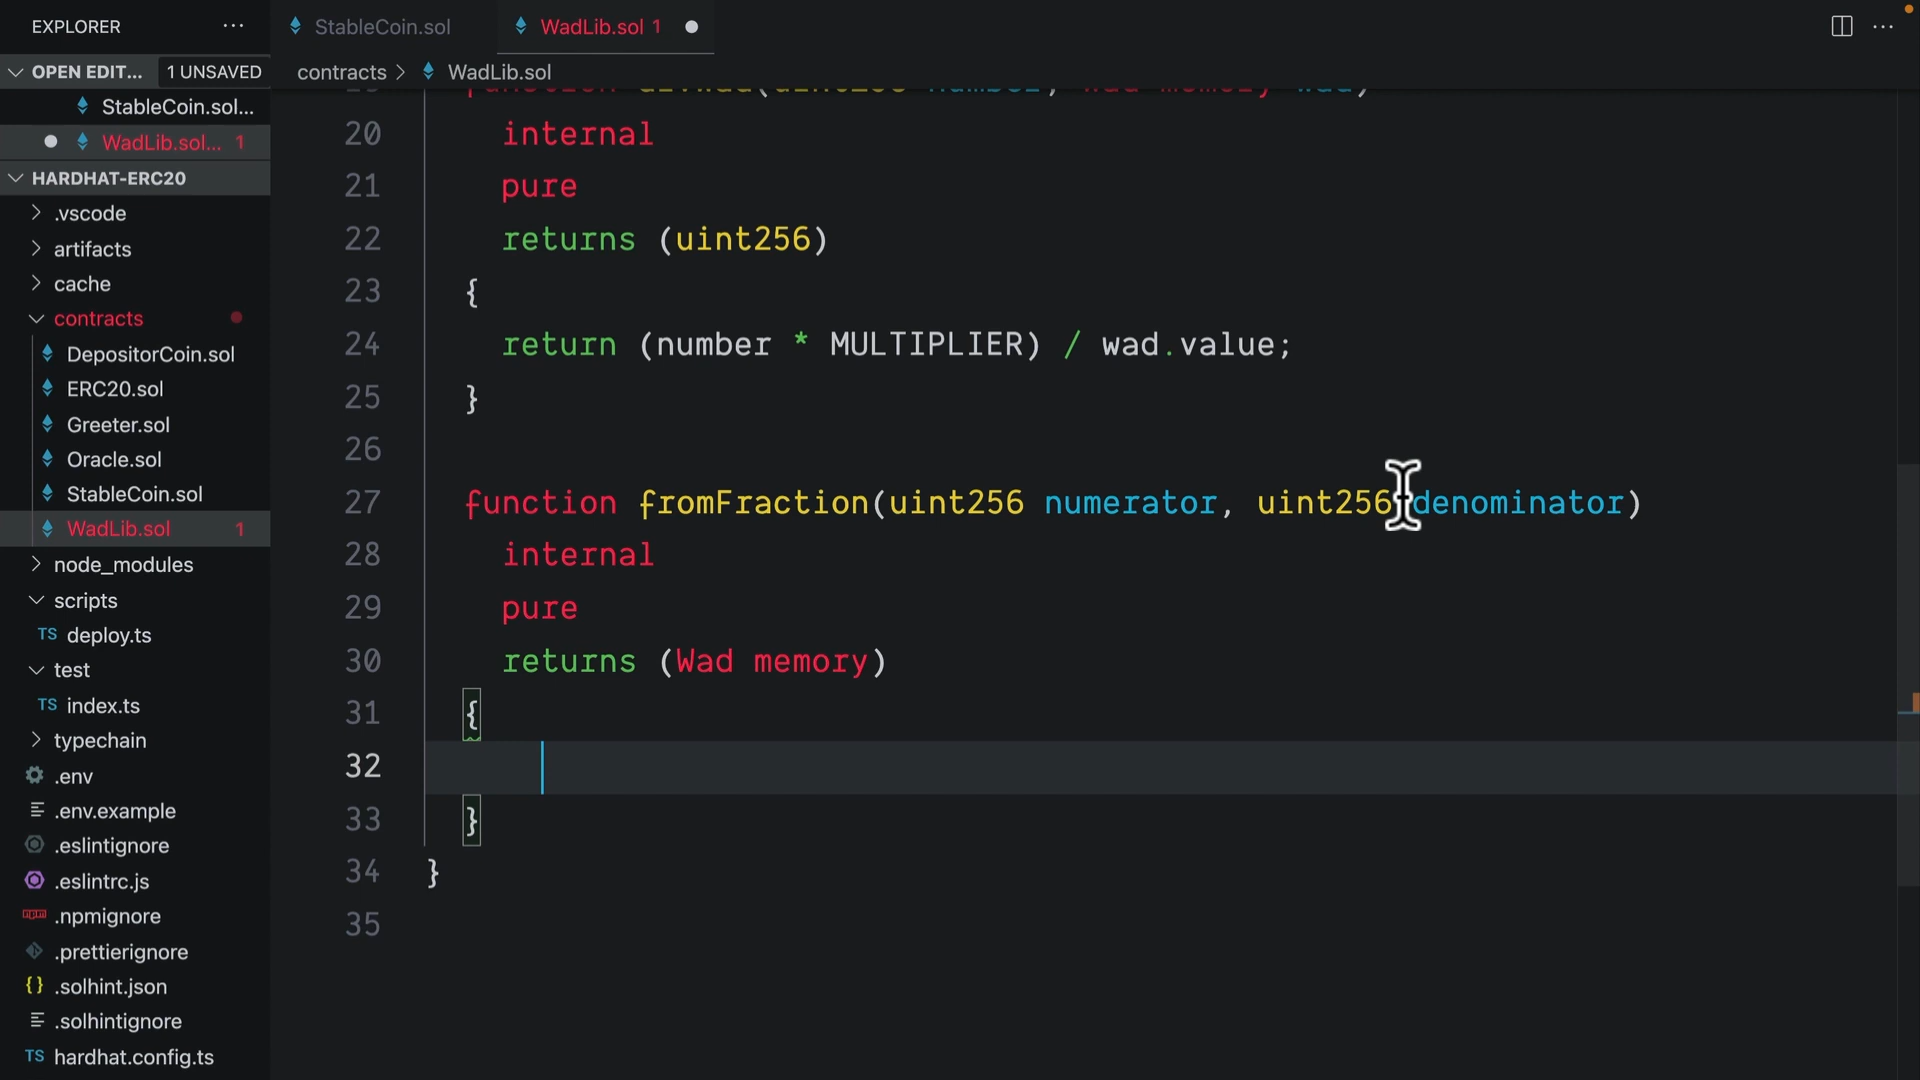 EXPLORER
StableCoin.sol
WadLib.sol 1
OPEN EDIT... 1 UNSAVED
contracts > WadLib.sol
StableCoin.sol...
WadLib.sol... 1
HARDHAT-ERC20
.vscode
artifacts
cache
contracts
DepositorCoin.sol
ERC20.sol
Greeter.sol
Oracle.sol
StableCoin.sol
WadLib.sol 1
node_modules
scripts
TS deploy.ts
test
TS index.ts
typechain
.env
.env.example
.eslintignore
.eslintrc.js
.npmignore
.prettierignore
{} .solhint.json
.solhintignore
TS hardhat.config.ts
20 internal
21 pure
22 returns (uint256)
23 {
24 return (number * MULTIPLIER) / wad.value;
25 }
26
27 function fromFraction(uint256 numerator, uint256 denominator)
28 internal
29 pure
30 returns (Wad memory)
31 {
32
33 }
34 }
35